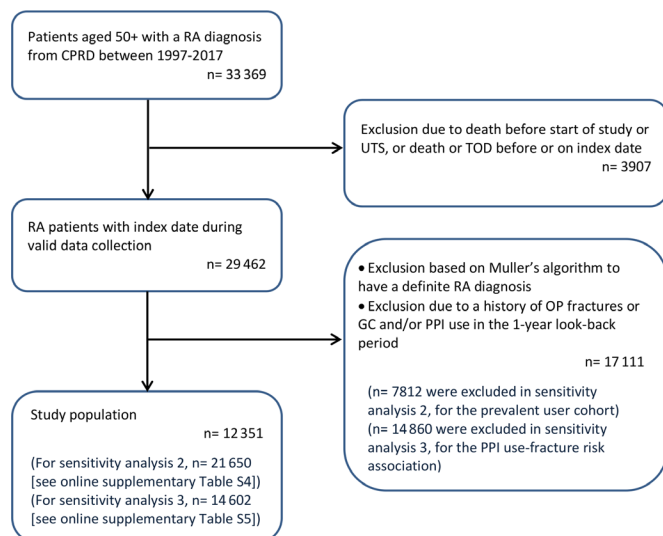 Patients aged 50+ with a RA diagnosis
from CPRD between 1997-2017
n= 33 369
Exclusion due to death before start of study or
UTS, or death or TOD before or on index date
n= 3907
RA patients with index date during
valid data collection
n= 29 462
• Exclusion based on Muller's algorithm to
have a definite RA diagnosis
• Exclusion due to a history of OP fractures or
GC and/or PPI use in the 1-year look-back
period
n= 17 111
(n= 7812 were excluded in sensitivity
analysis 2, for the prevalent user cohort)
(n= 14 860 were excluded in sensitivity
analysis 3, for the PPI use-fracture risk
association)
Study population
n= 12 351
(For sensitivity analysis 2, n= 21 650
[see online supplementary Table S4])
(For sensitivity analysis 3, n= 14 602
[see online supplementary Table S5])